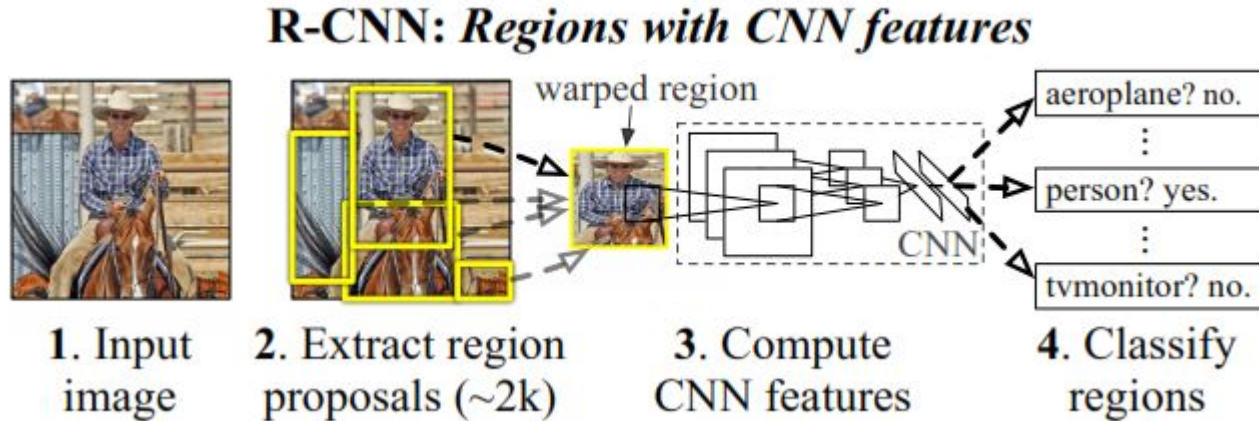 R-CNN: Regions with CNN features
warped region
aeroplane? no.
⋮
person? yes.
⋮
tvmonitor? no.
CNN
1. Input
image
2. Extract region
proposals (~2k)
3. Compute
CNN features
4. Classify
regions